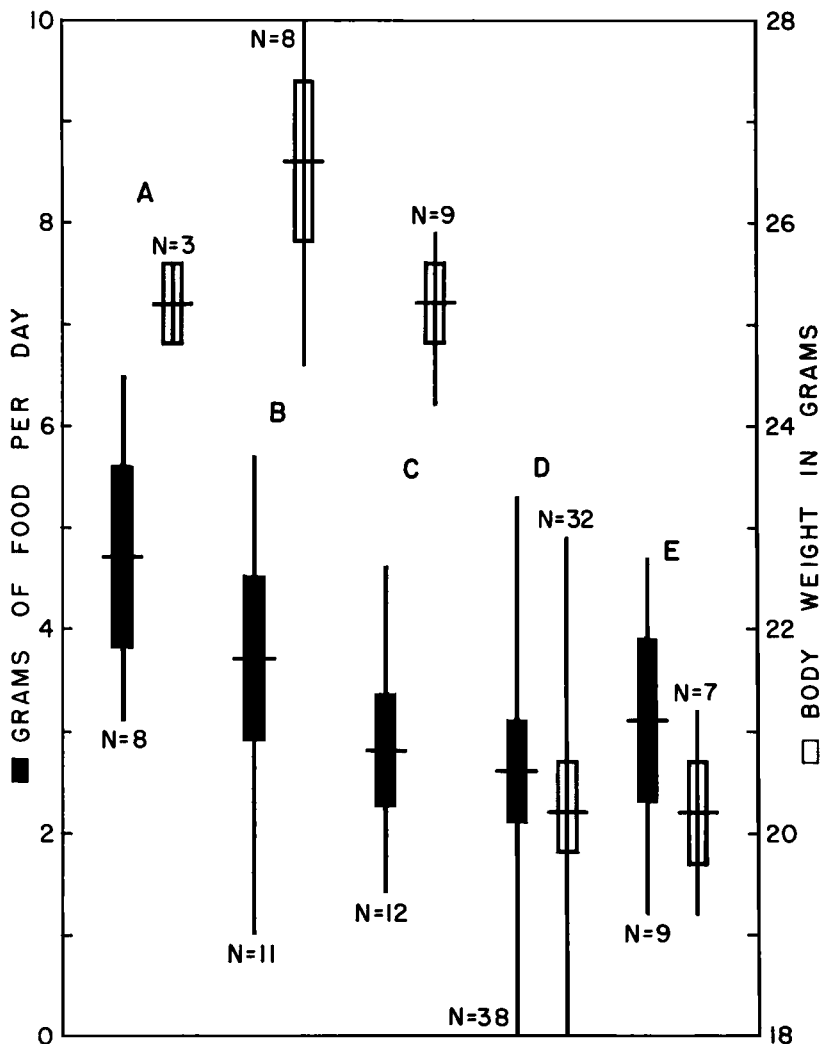 10
8
6
4
2
0
GRAMS OF FOOD PER DAY
28
26
24
22
20
18
BODY WEIGHT IN GRAMS
A
N=3
N=8
B
N=8
N=11
C
N=9
N=12
D
N=32
N=38
E
N=7
N=9